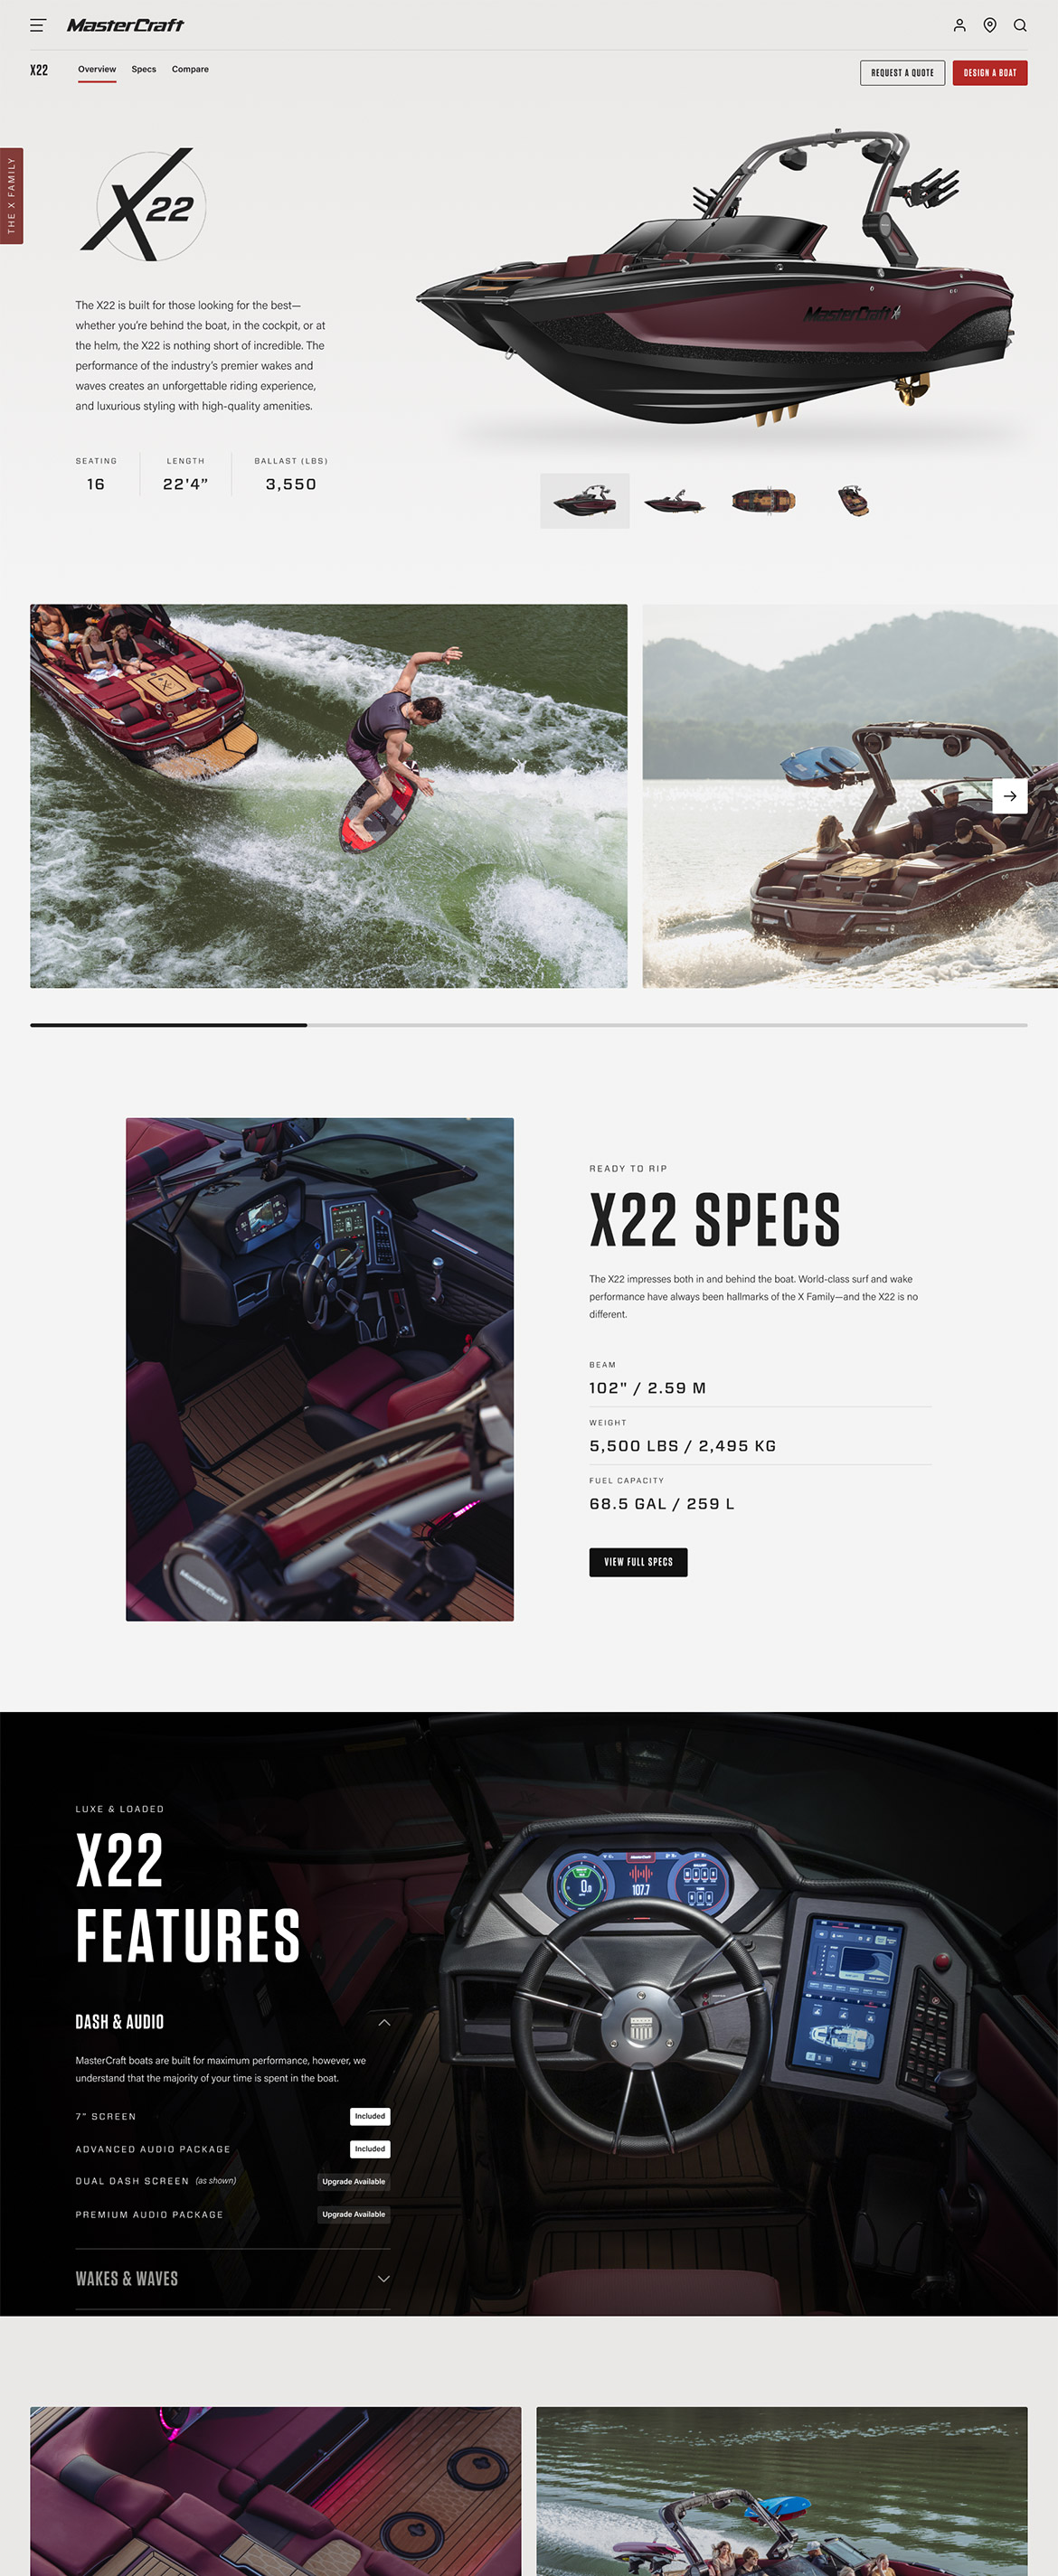 MasterCraft
X22
Overview
Specs
Compare
REQUEST A QUOTE
DESIGN A BOAT
THE X FAMILY
X22
MasterCraft
The X22 is built for those looking for the best—
whether you're behind the boat, in the cockpit, or at
the helm, the X22 is nothing short of incredible. The
performance of the industry's premier wakes and
waves creates an unforgettable riding experience,
and luxurious styling with high-quality amenities.
SEATING
16
LENGTH
22'4”
BALLAST (LBS)
3,550
READY TO RIP
X22 SPECS
The X22 impresses both in and behind the boat. World-class surf and wake
performance have always been hallmarks of the X Family—and the X22 is no
different.
BEAM
102" / 2.59 M
WEIGHT
5,500 LBS / 2,495 KG
FUEL CAPACITY
68.5 GAL / 259 L
VIEW FULL SPECS
MasterCraft
LUXE & LOADED
X22
FEATURES
MasterCraft
107.7
DASH & AUDIO
MasterCraft boats are built for maximum performance, however, we
understand that the majority of your time is spent in the boat.
7" SCREEN
Included
ADVANCED AUDIO PACKAGE
Included
DUAL DASH SCREEN (as shown)
Upgrade Available
PREMIUM AUDIO PACKAGE
Upgrade Available
WAKES & WAVES